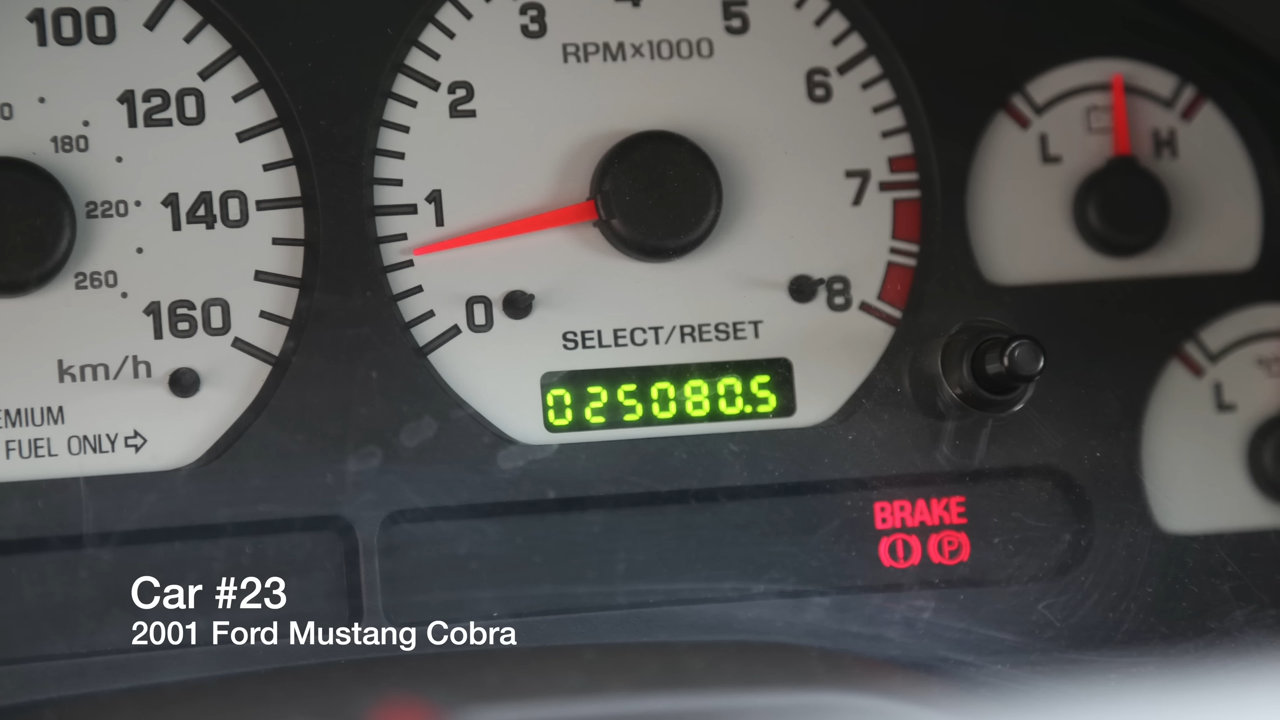 100
120
140
160
180
220
260
km/h
EMIUM
FUEL ONLY
0
1
2
3
5
6
7
8
RPM×1000
SELECT/RESET
025080.5
L H
L
BRAKE
(!) (P)
Car #23
2001 Ford Mustang Cobra